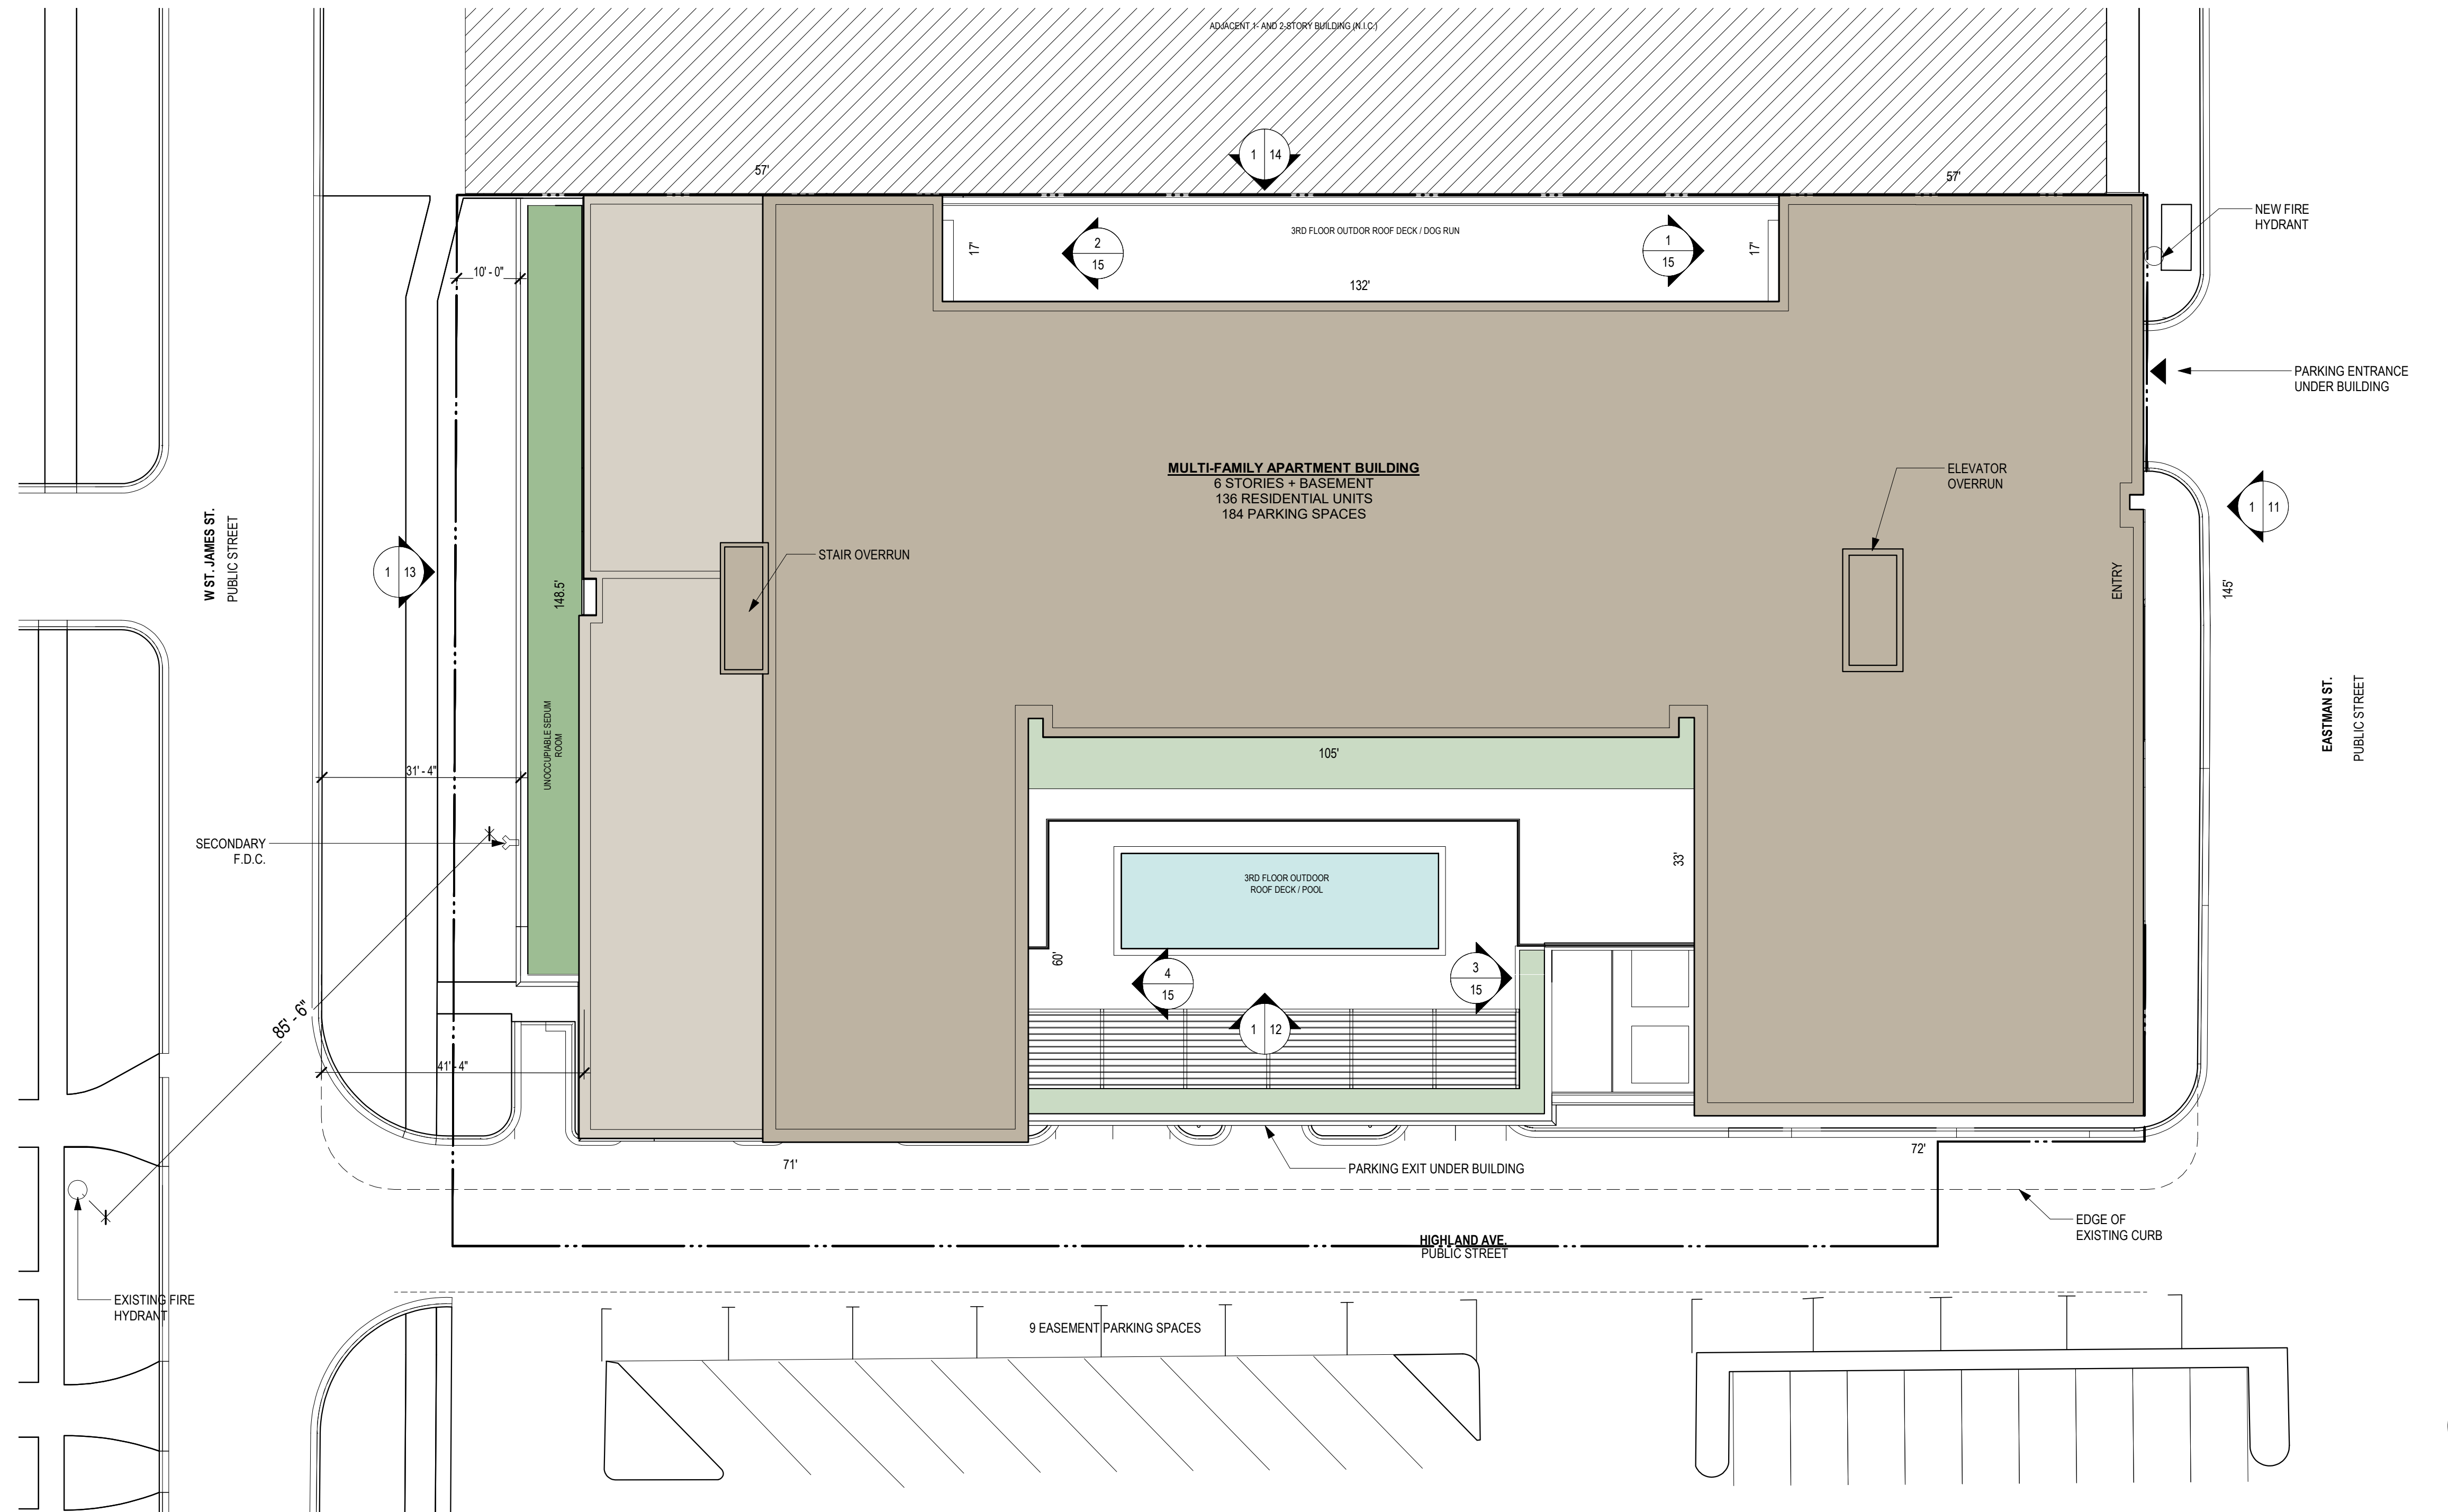 ADJACENT 1- AND 2-STORY BUILDING (N.I.C.)
57'
1 14
57'
NEW FIRE
HYDRANT
3RD FLOOR OUTDOR ROOF DECK / DOG RUN
17'
2
15
1
15
17'
10' - 0"
132'
PARKING ENTRANCE
UNDER BUILDING
MULTI-FAMILY APARTMENT BUILDING
6 STORIES + BASEMENT
136 RESIDENTIAL UNITS
184 PARKING SPACES
ELEVATOR
OVERRUN
1 11
W ST. JAMES ST.
PUBLIC STREET
1 13
STAIR OVERRUN
148.5'
ENTRY
145'
UNOCCUPIABLE SEDUM
ROOM
EASTMAN ST.
PUBLIC STREET
105'
31' - 4"
SECONDARY
F.D.C.
33'
3RD FLOOR OUTDOOR
ROOF DECK / POOL
60'
4
15
3
15
85' - 6"
1 12
41' - 4"
71'
PARKING EXIT UNDER BUILDING
72'
EDGE OF
EXISTING CURB
HIGHLAND AVE.
PUBLIC STREET
EXISTING FIRE
HYDRANT
9 EASEMENT PARKING SPACES